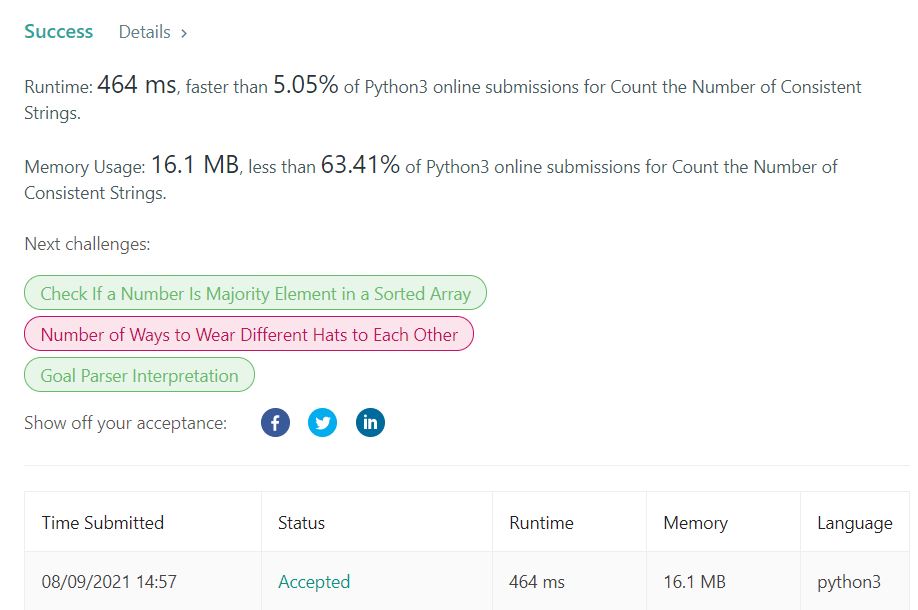 Success Details >
Runtime: 464 ms, faster than 5.05% of Python3 online submissions for Count the Number of Consistent
Strings.
Memory Usage: 16.1 MB, less than 63.41% of Python3 online submissions for Count the Number of
Consistent Strings.
Next challenges:
Check If a Number Is Majority Element in a Sorted Array
Number of Ways to Wear Different Hats to Each Other
Goal Parser Interpretation
Show off your acceptance: f in
Time Submitted Status Runtime Memory Language
08/09/2021 14:57 Accepted 464 ms 16.1 MB python3